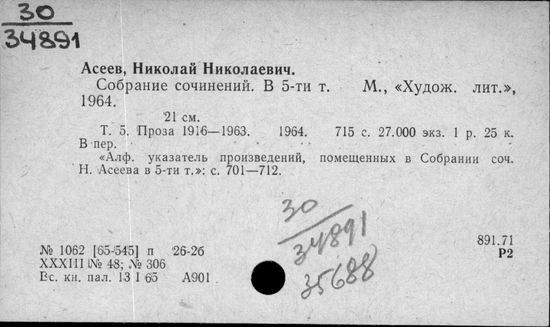 30
34891
Асеев, Николай Николаевич.
Собрание сочинений. В 5-ти т. М., «Худож. лит.»,
1964.
21 см.
Т. 5. Проза 1916—1963. 1964. 715 с. 27.000 экз. 1 р. 25 к.
В пер.
«Алф. указатель произведений, помещенных в Собрании соч.
Н. Асеева в 5-ти т.»: с. 701—712.
30
34891
35688
№ 1062 [65-545] п 26-2б
XXXIII № 48; № 306
Вс. кн. пал. 13 I 65 А901
891.71
Р2